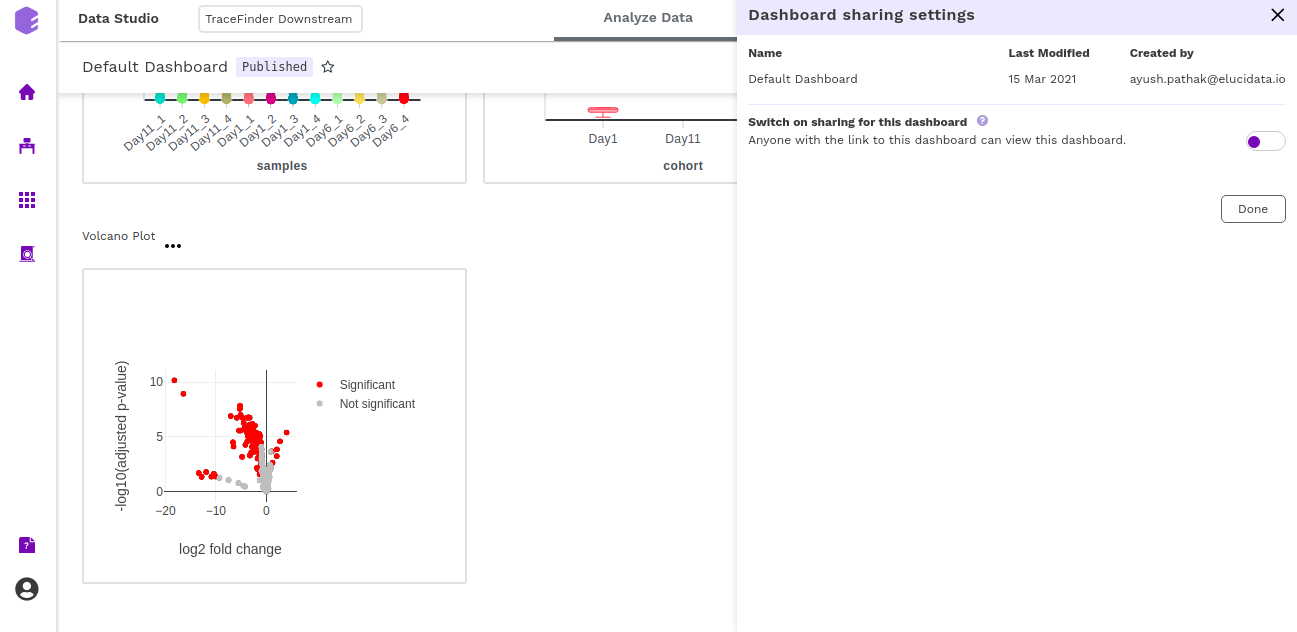 Data Studio
TraceFinder Downstream
Analyze Data
Default Dashboard
Published
Day11_1
Day11_2
Day11_3
Day11_4
Day1_1
Day1_2
Day1_3
Day1_4
Day6_1
Day6_2
Day6_3
Day6_4
samples
Day1
Day11
cohort
Volcano Plot
-log10(adjusted p-value)
10
5
0
−20
−10
0
log2 fold change
Significant
Not significant
Dashboard sharing settings
Name Last Modified Created by
Default Dashboard 15 Mar 2021 ayush.pathak@elucidata.io
Switch on sharing for this dashboard ?
Anyone with the link to this dashboard can view this dashboard.
Done
?